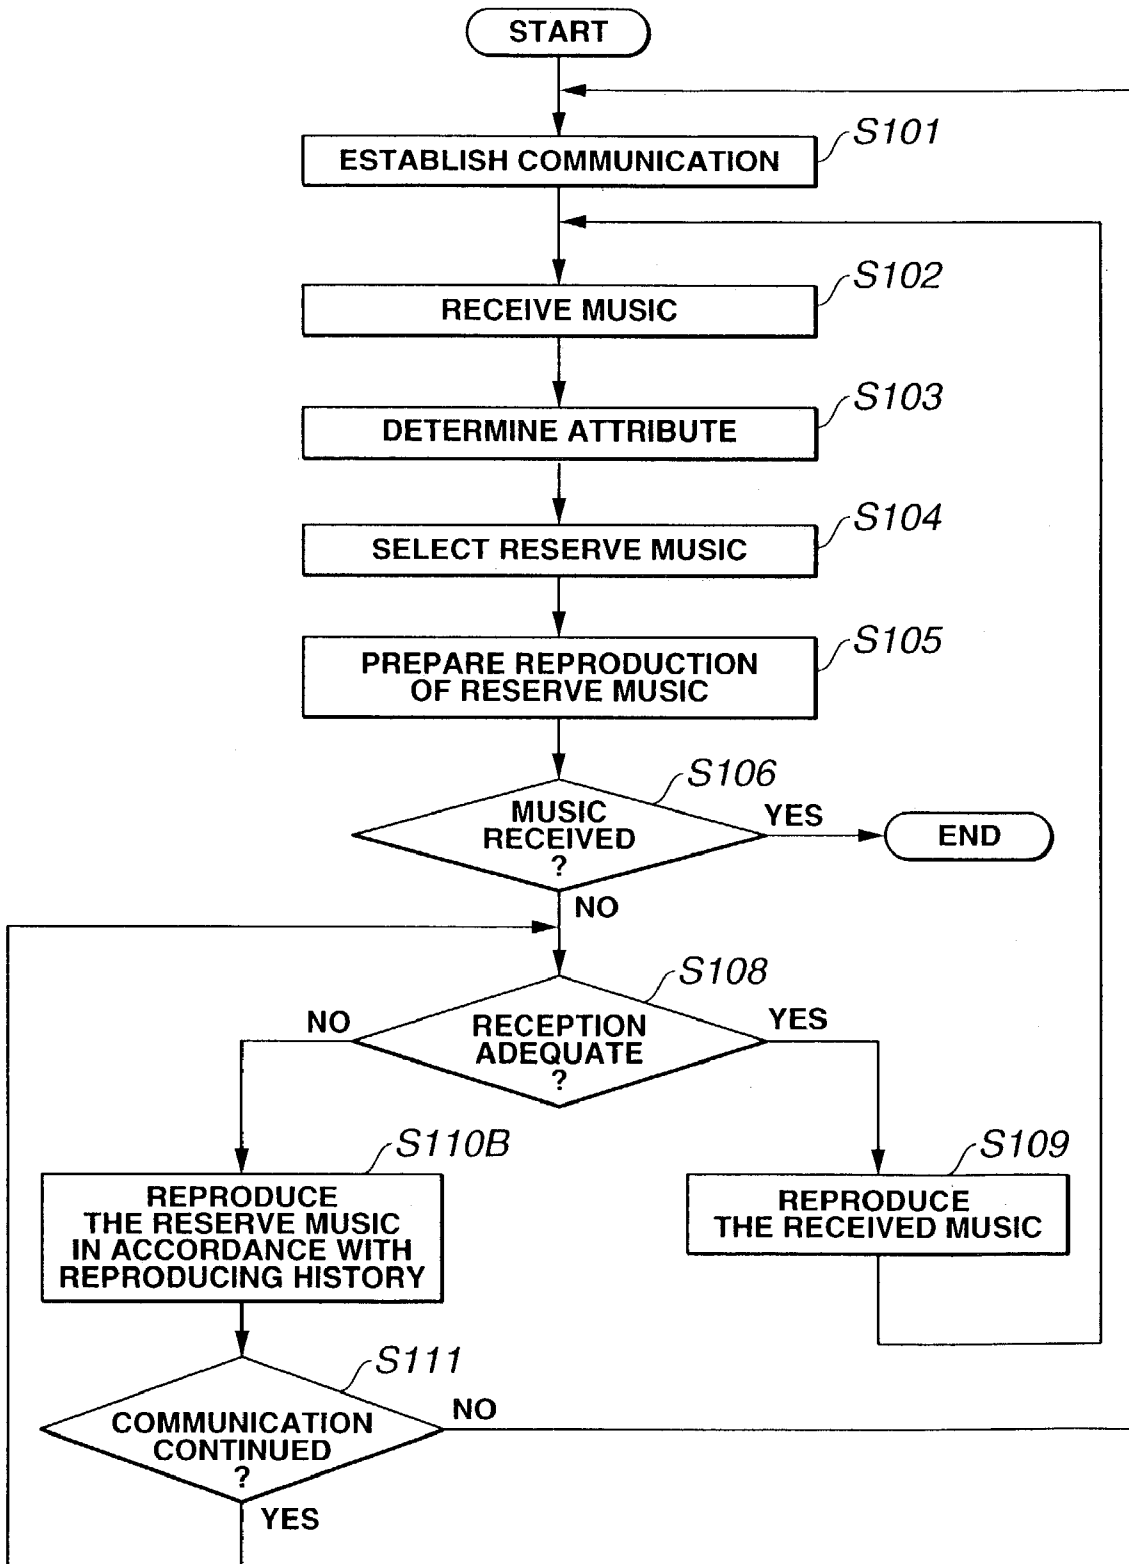 START
S101
ESTABLISH COMMUNICATION
S102
RECEIVE MUSIC
S103
DETERMINE ATTRIBUTE
S104
SELECT RESERVE MUSIC
S105
PREPARE REPRODUCTION
OF RESERVE MUSIC
S106
MUSIC
RECEIVED
?
YES
END
NO
S108
RECEPTION
ADEQUATE
?
NO
YES
S110B
REPRODUCE
THE RESERVE MUSIC
IN ACCORDANCE WITH
REPRODUCING HISTORY
S109
REPRODUCE
THE RECEIVED MUSIC
S111
COMMUNICATION
CONTINUED
?
NO
YES